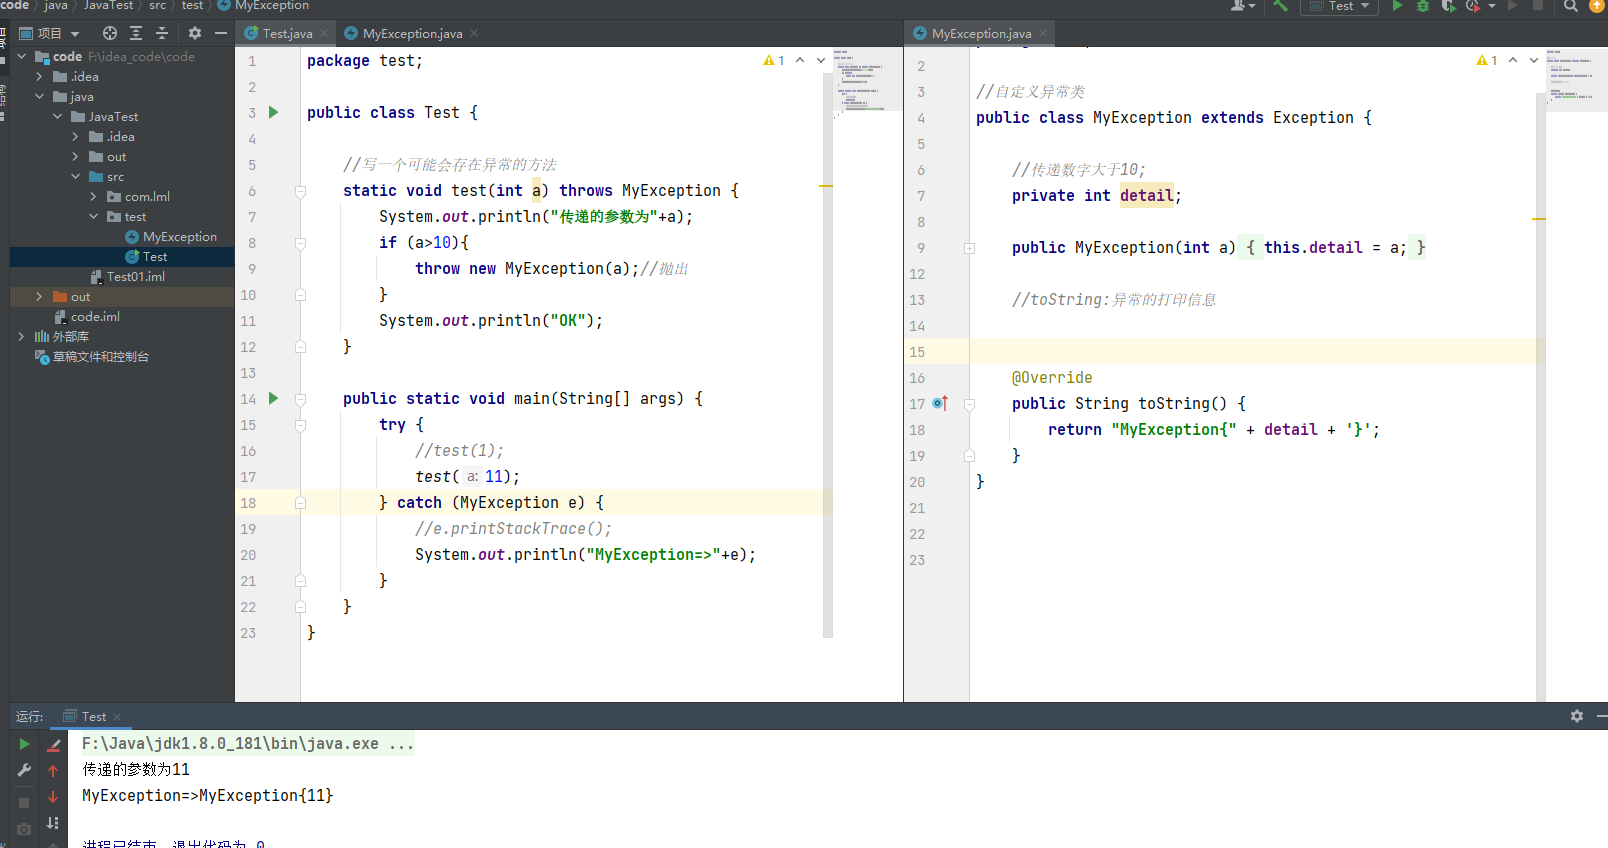 code › java › JavaTest › src › test › MyException
Test
项目
Test.java
MyException.java
MyException.java
code F:\idea_code\code
.idea
java
JavaTest
.idea
out
src
com.lml
test
MyException
Test
Test01.iml
out
code.iml
外部库
草稿文件和控制台
1 package test;
2
3 public class Test {
4
5 //写一个可能会存在异常的方法
6 static void test(int a) throws MyException {
7 System.out.println("传递的参数为"+a);
8 if (a>10){
9 throw new MyException(a);//抛出
10 }
11 System.out.println("OK");
12 }
13
14 public static void main(String[] args) {
15 try {
16 //test(1);
17 test( a: 11);
18 } catch (MyException e) {
19 //e.printStackTrace();
20 System.out.println("MyException=>"+e);
21 }
22 }
23 }
1
2
3 //自定义异常类
4 public class MyException extends Exception {
5
6 //传递数字大于10;
7 private int detail;
8
9 public MyException(int a) { this.detail = a; }
12
13 //toString:异常的打印信息
14
15
16 @Override
17 public String toString() {
18 return "MyException{" + detail + '}';
19 }
20 }
21
22
23
1
运行: Test
F:\Java\jdk1.8.0_181\bin\java.exe ...
传递的参数为11
MyException=>MyException{11}
进程已结束，退出代码为 0